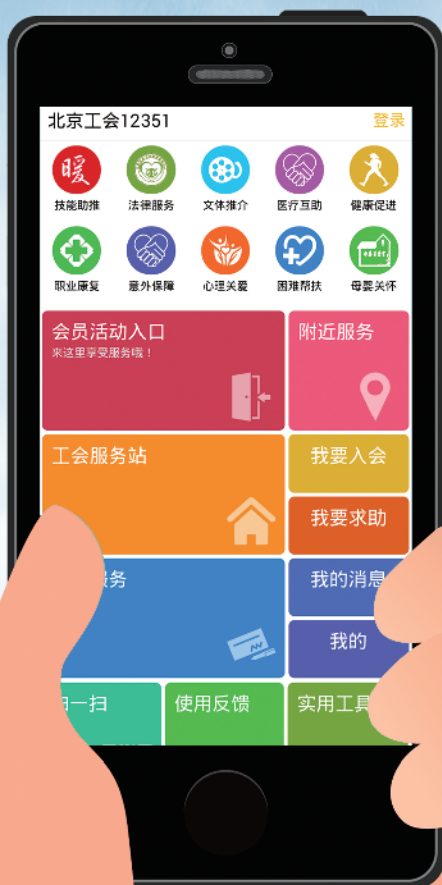 北京工会12351
登录
技能助推
法律服务
文体推介
医疗互助
健康促进
职业康复
意外保障
心理关爱
困难帮扶
母婴关怀
会员活动入口
来这里享受服务哦！
附近服务
工会服务站
我要入会
我要求助
服务
我的消息
我的
扫一扫
使用反馈
实用工具
暖